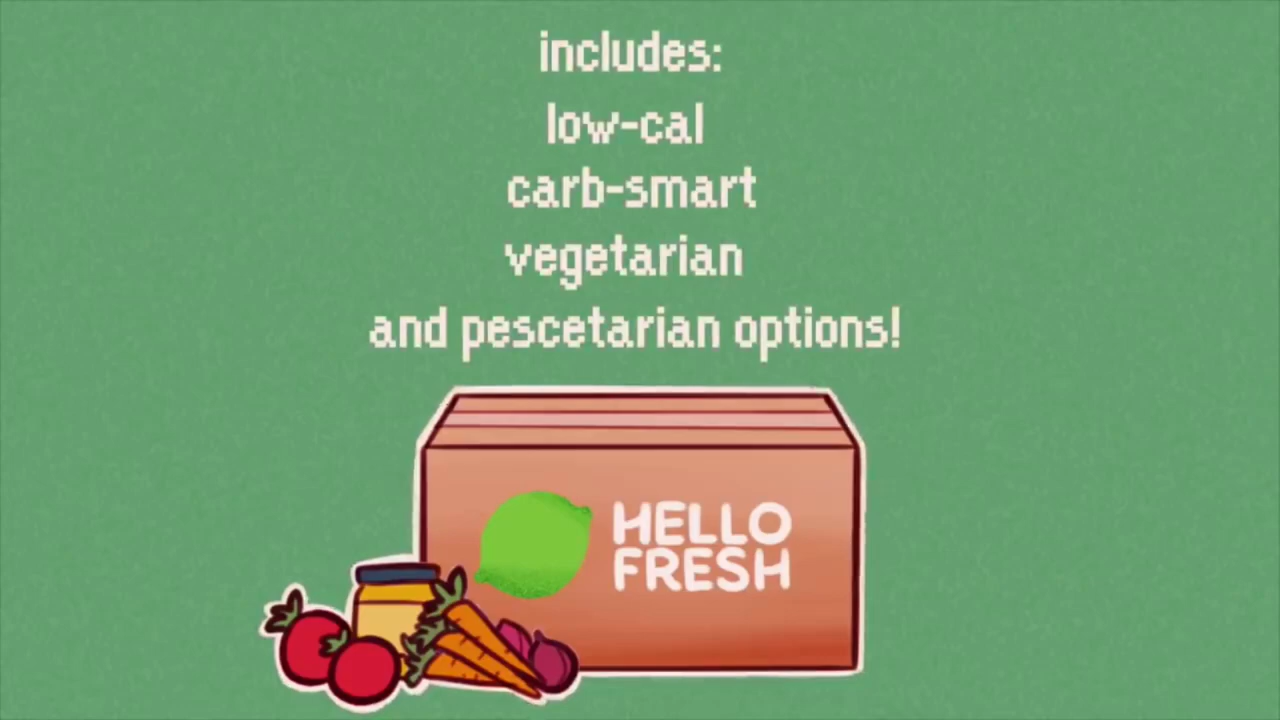 includes:
low-cal
carb-smart
vegetarian
and pescetarian options!
HELLO
FRESH